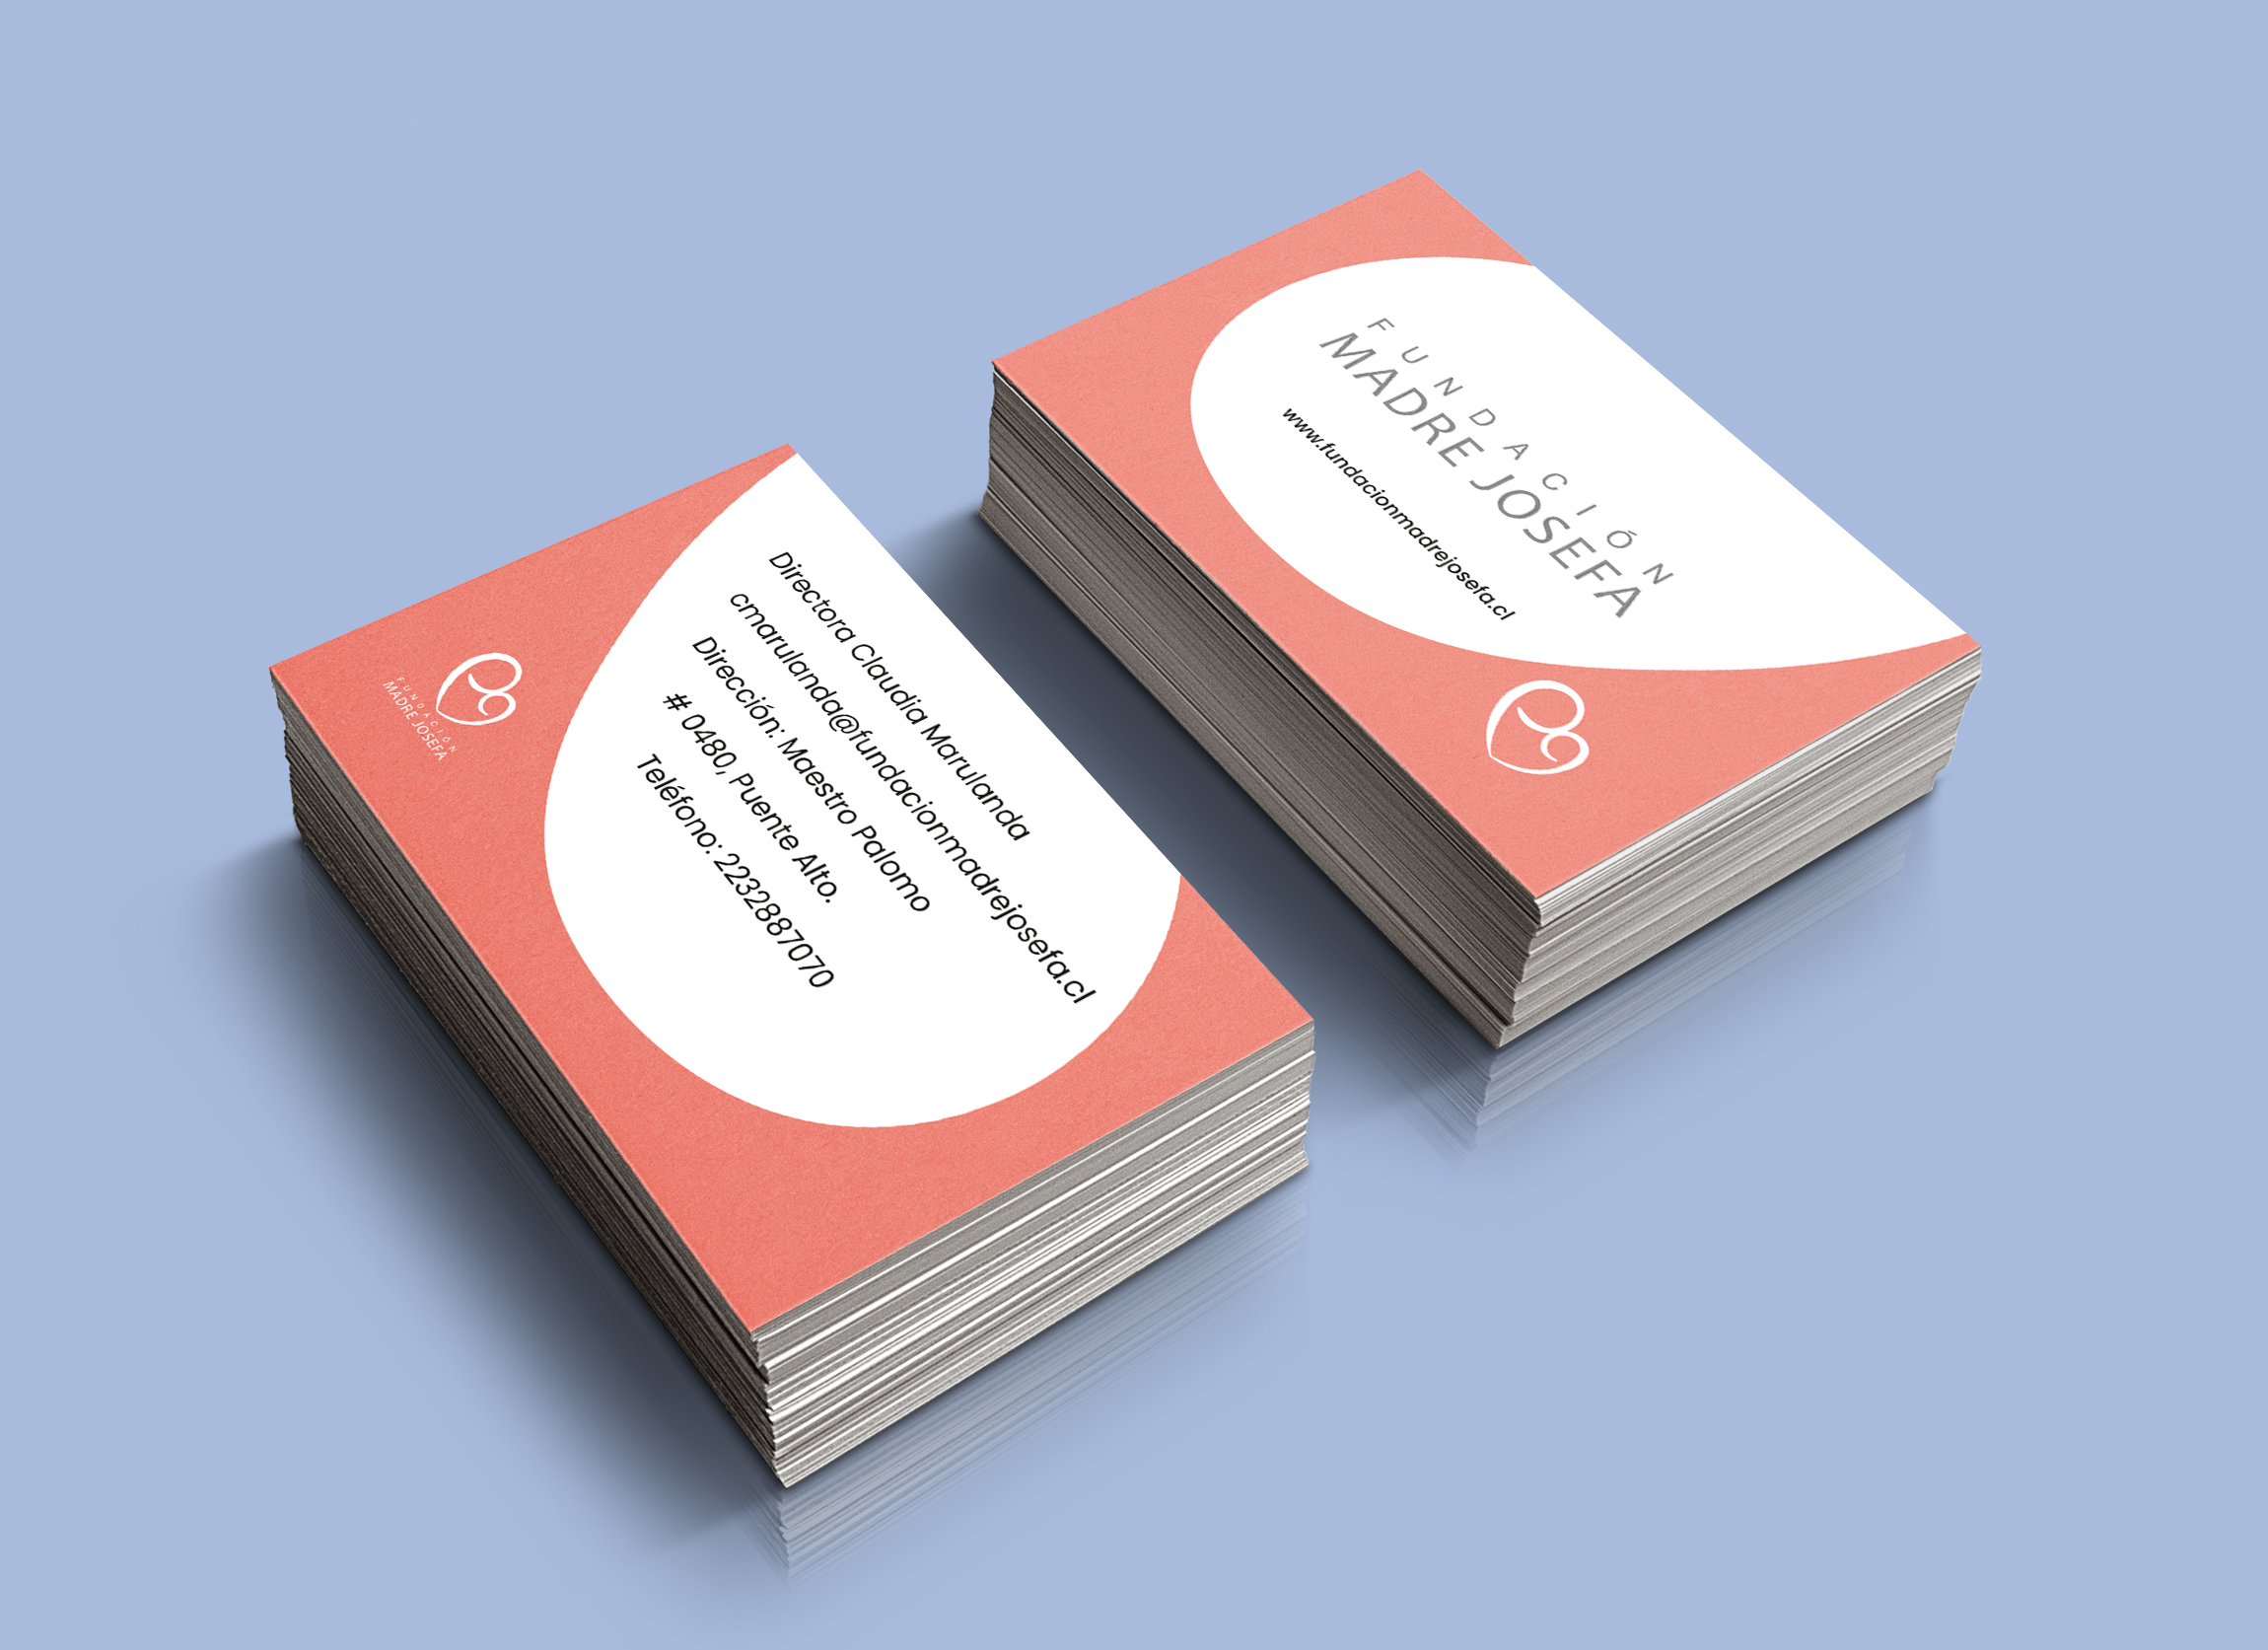 FUNDACIÓN
MADRE JOSEFA
Directora Claudia Marulanda
cmarulanda@fundacionmadrejosefa.cl
Dirección: Maestro Palomo
# 0480, Puente Alto.
Teléfono: 2232887070
FUNDACIÓN
MADRE JOSEFA
www.fundacionmadrejosefa.cl